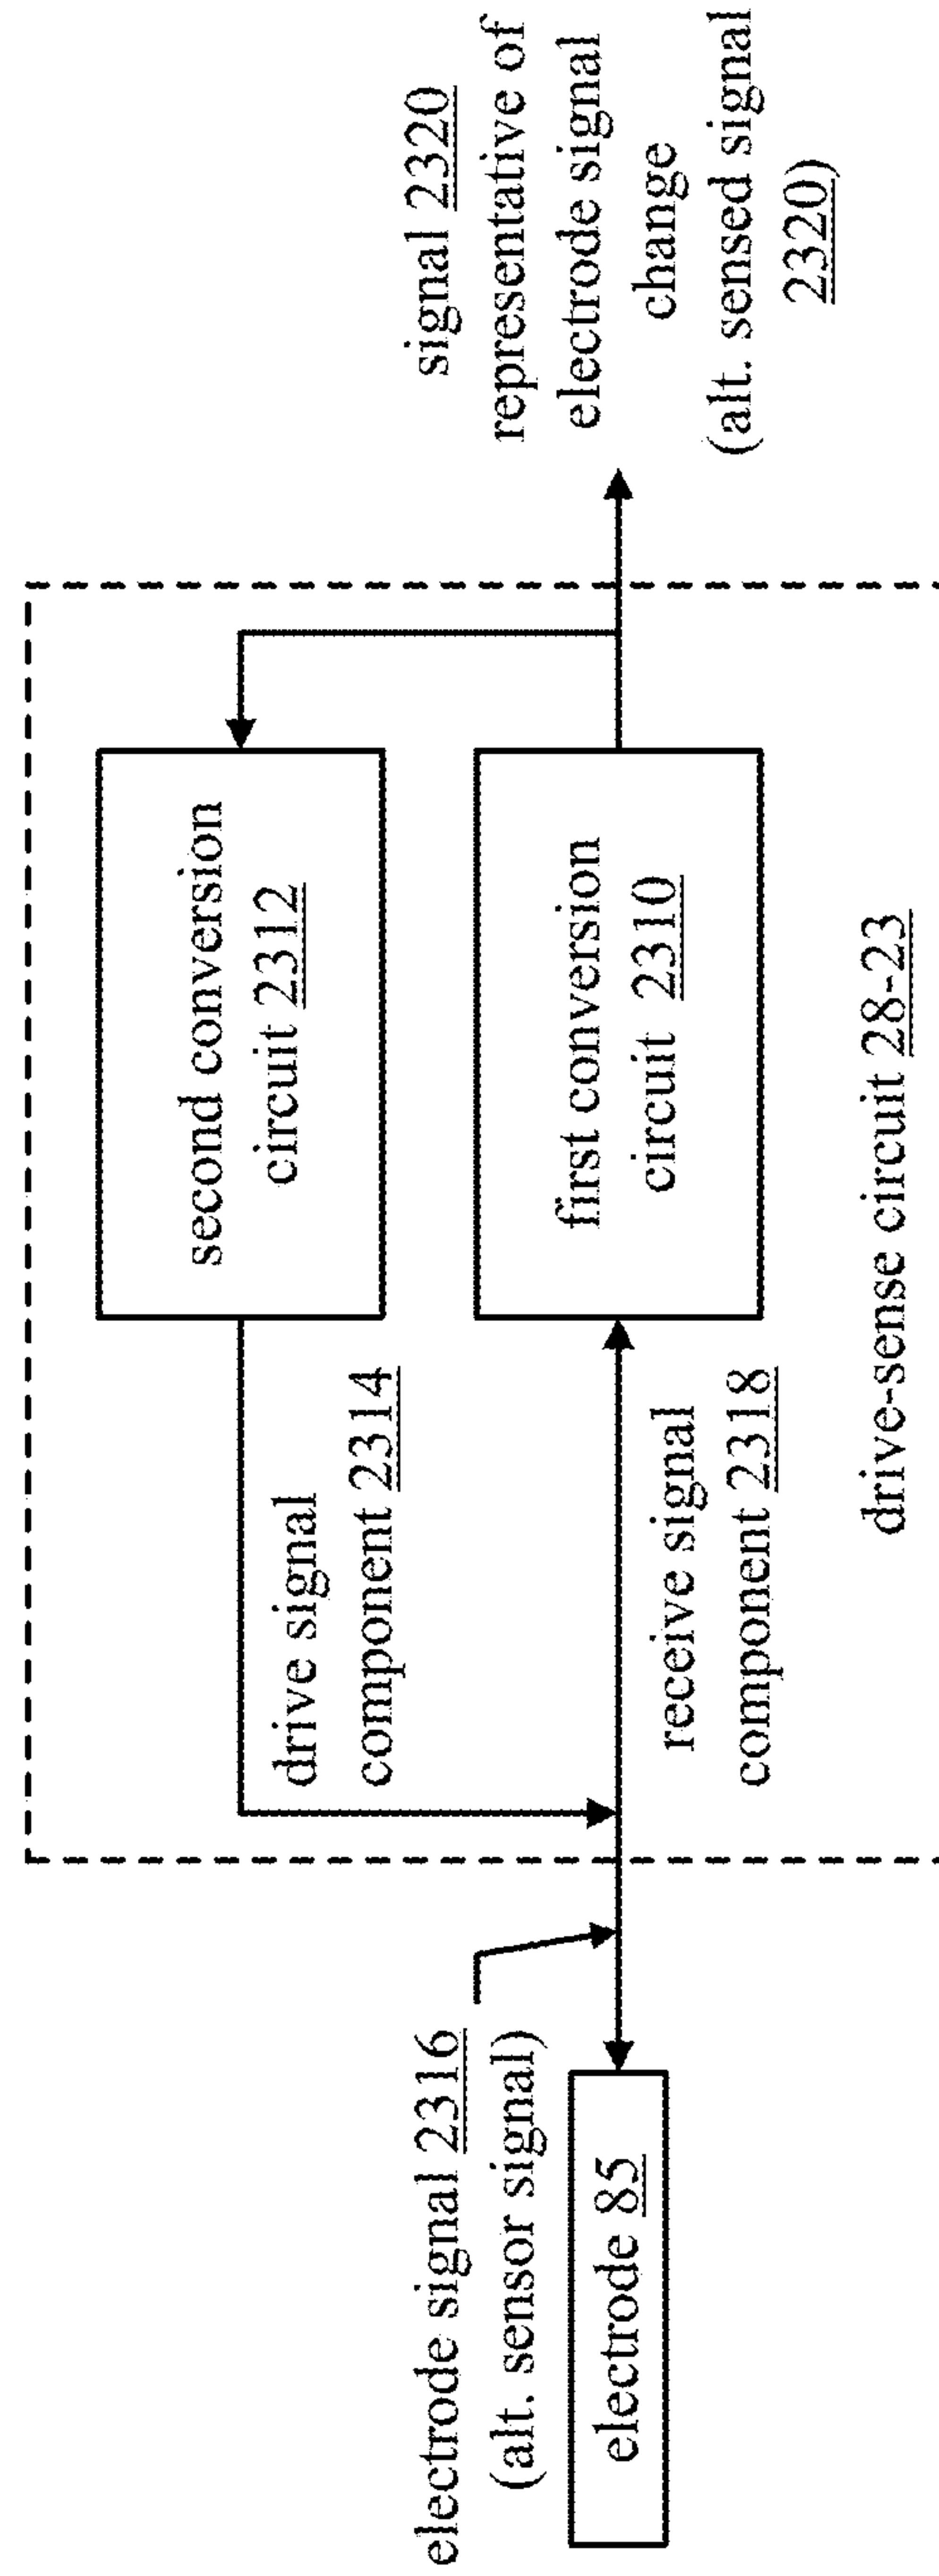 second conversion
circuit 2312
drive signal
component 2314
signal 2320
representative of
electrode signal
change
(alt. sensed signal
2320)
electrode signal 2316
(alt. sensor signal)
electrode 85
first conversion
circuit 2310
receive signal
component 2318
drive-sense circuit 28-23